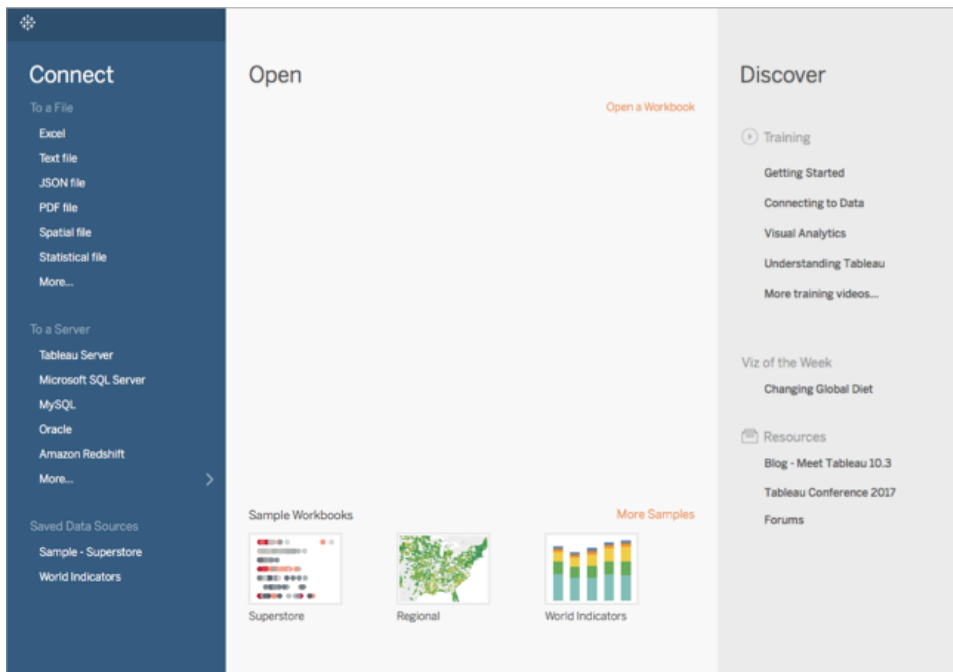 Connect
To a File
Excel
Text file
JSON file
PDF file
Spatial file
Statistical file
More...
To a Server
Tableau Server
Microsoft SQL Server
MySQL
Oracle
Amazon Redshift
More...
Saved Data Sources
Sample - Superstore
World Indicators
Open
Open a Workbook
Sample Workbooks
More Samples
Superstore
Regional
World Indicators
Discover
Training
Getting Started
Connecting to Data
Visual Analytics
Understanding Tableau
More training videos...
Viz of the Week
Changing Global Diet
Resources
Blog - Meet Tableau 10.3
Tableau Conference 2017
Forums